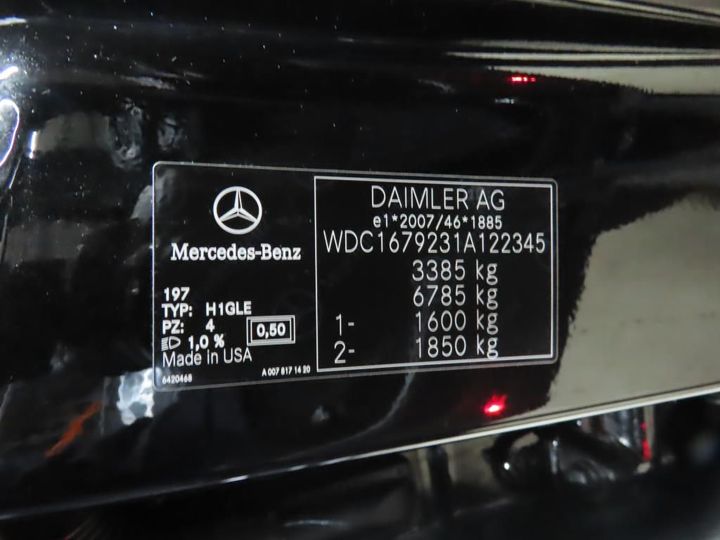 Mercedes-Benz
197
TYP: H1GLE
PZ: 4
1,0 %
0,50
Made in USA
6420468
A 007 817 14 20
DAIMLER AG
e1*2007/46*1885
WDC1679231A122345
3385 kg
6785 kg
1- 1600 kg
2- 1850 kg